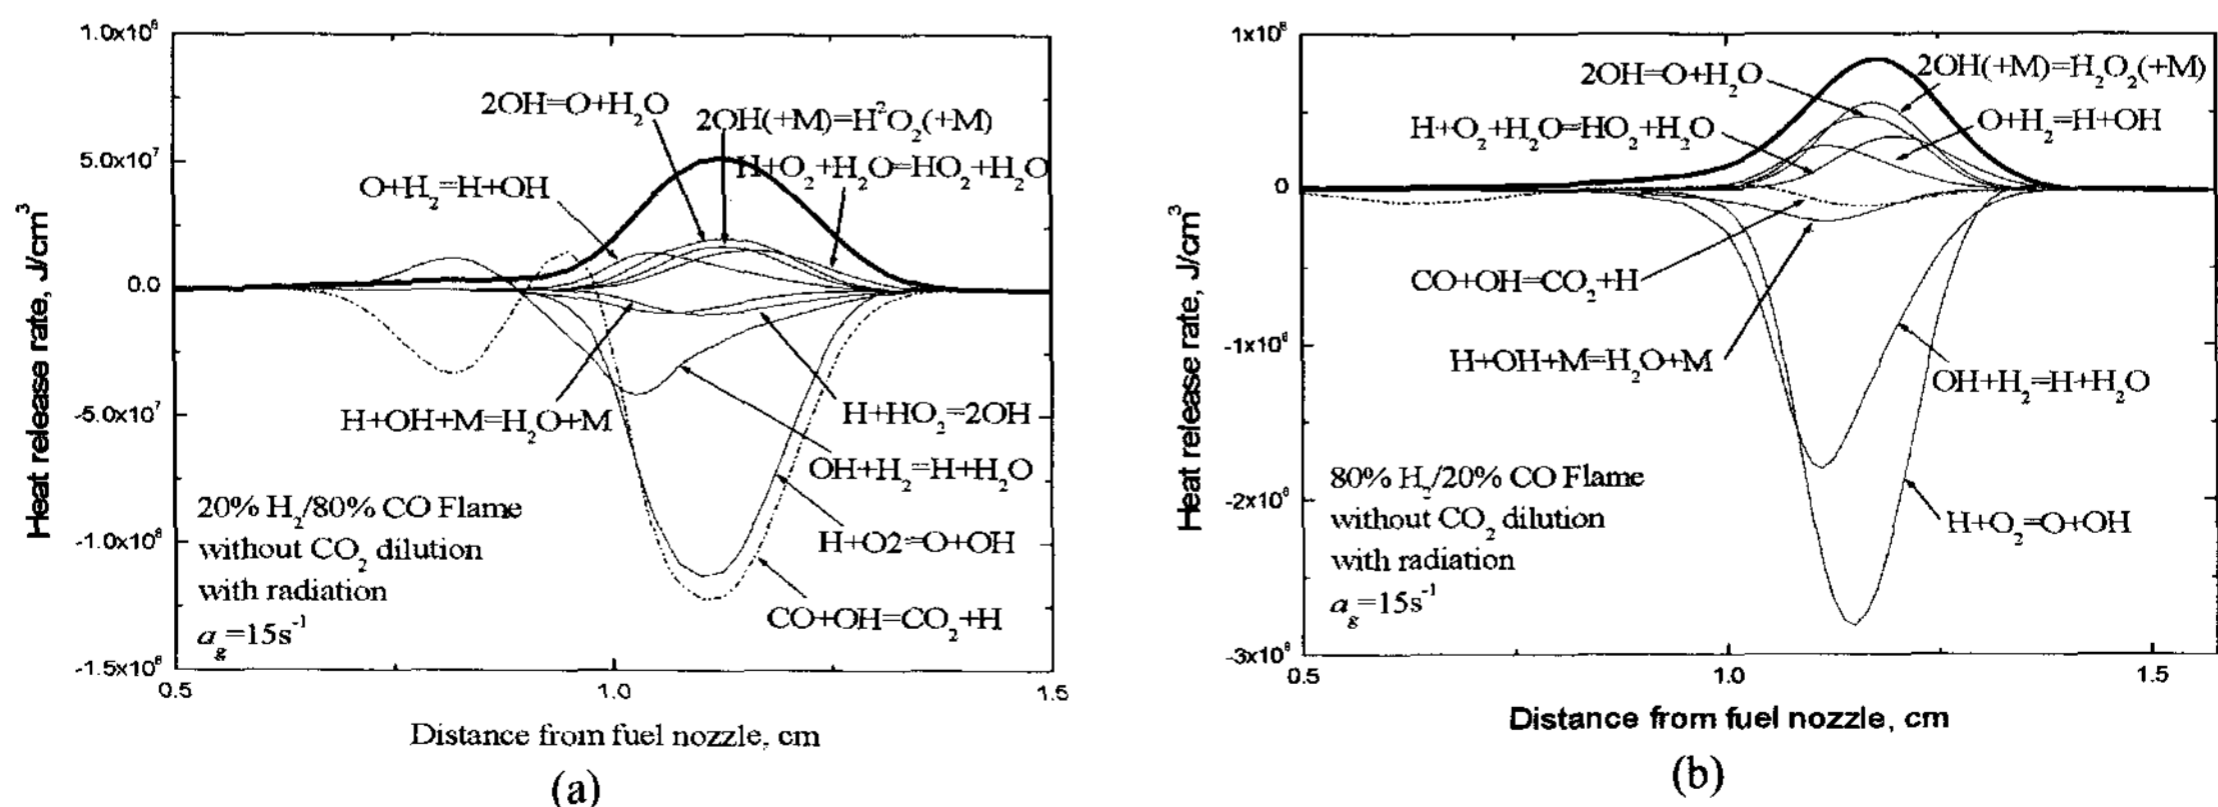 1.0x10⁸
5.0x10⁷
0.0
-5.0x10⁷
-1.0x10⁸
-1.5x10⁸
Heat release rate, J/cm³
2OH=O+H₂O
2OH(+M)=H²O₂(+M)
H+O₂+H₂O=HO₂+H₂O
O+H₂=H+OH
H+OH+M=H₂O+M
H+HO₂=2OH
OH+H₂=H+H₂O
H+O2=O+OH
CO+OH=CO₂+H
20% H₂/80% CO Flame
without CO₂ dilution
with radiation
a_g=15s⁻¹
0.5 1.0 1.5
Distance from fuel nozzle, cm
(a)
1x10⁸
0
-1x10⁸
-2x10⁸
-3x10⁸
Heat release rate, J/cm³
2OH=O+H₂O
2OH(+M)=H₂O₂(+M)
H+O₂+H₂O=HO₂+H₂O
O+H₂=H+OH
CO+OH=CO₂+H
H+OH+M=H₂O+M
OH+H₂=H+H₂O
H+O₂=O+OH
80% H₂/20% CO Flame
without CO₂ dilution
with radiation
a_g=15s⁻¹
0.5 1.0 1.5
Distance from fuel nozzle, cm
(b)